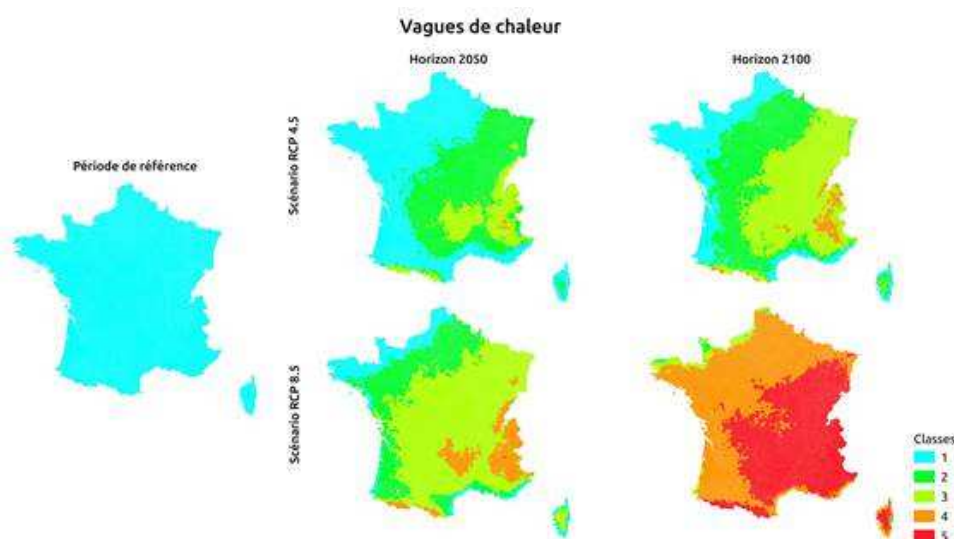 Vagues de chaleur
Horizon 2050
Horizon 2100
Période de référence
Scénario RCP 4.5
Scénario RCP 8.5
Classes
1
2
3
4
5